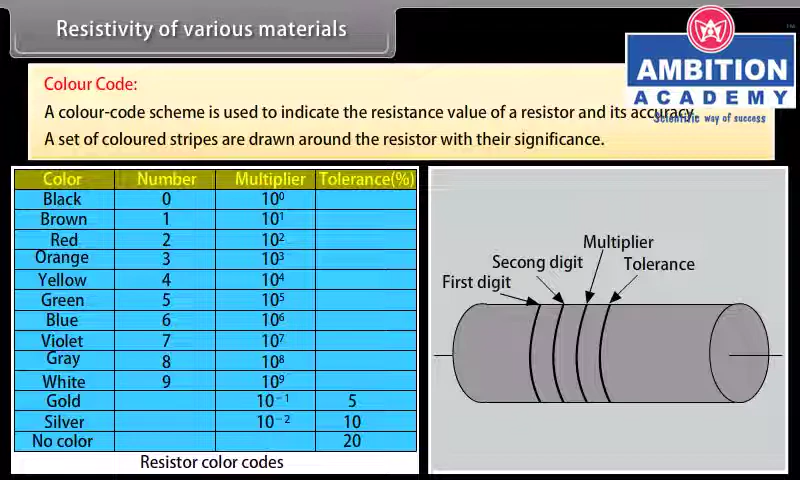 Resistivity of various materials
AMBITION
ACADEMY
Scientific way of success
Colour Code:
A colour-code scheme is used to indicate the resistance value of a resistor and its accuracy.
A set of coloured stripes are drawn around the resistor with their significance.
Color Number Multiplier Tolerance(%)
Black 0 10⁰
Brown 1 10¹
Red 2 10²
Orange 3 10³
Yellow 4 10⁴
Green 5 10⁵
Blue 6 10⁶
Violet 7 10⁷
Gray 8 10⁸
White 9 10⁹
Gold 10⁻¹ 5
Silver 10⁻² 10
No color 20
Resistor color codes
Multiplier
Second digit
Tolerance
First digit